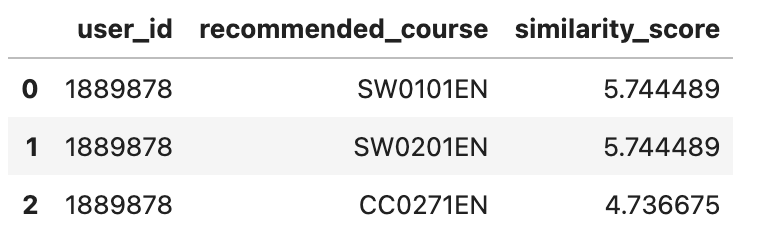 user_id recommended_course similarity_score
0 1889878 SW0101EN 5.744489
1 1889878 SW0201EN 5.744489
2 1889878 CC0271EN 4.736675